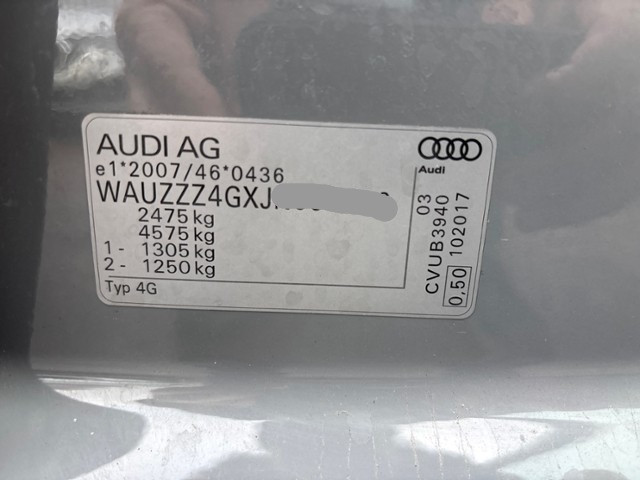 AUDI AG
Audi
e1*2007/46*0436
WAUZZZ4GXJ
2475 kg
4575 kg
1 - 1305 kg
2 - 1250 kg
Typ 4G
CVUB3940 03
0,50 102017